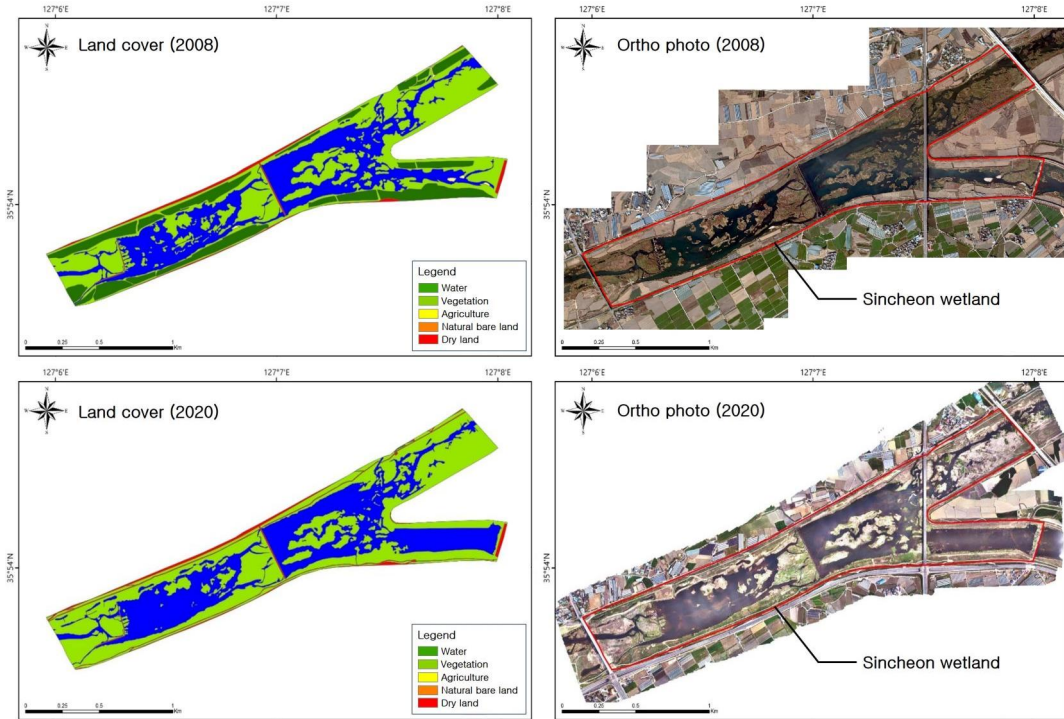 127°6'E
127°7'E
127°8'E
Land cover (2008)
35°54'N
Legend
Water
Vegetation
Agriculture
Natural bare land
Dry land
0 0.25 0.5 1
Km
127°6'E
127°7'E
127°8'E
Ortho photo (2008)
35°54'N
Sincheon wetland
0 0.25 0.5 1
Km
127°6'E
127°7'E
127°8'E
Land cover (2020)
35°54'N
Legend
Water
Vegetation
Agriculture
Natural bare land
Dry land
0 0.25 0.5 1
Km
127°6'E
127°7'E
127°8'E
Ortho photo (2020)
35°54'N
Sincheon wetland
0 0.25 0.5 1
Km